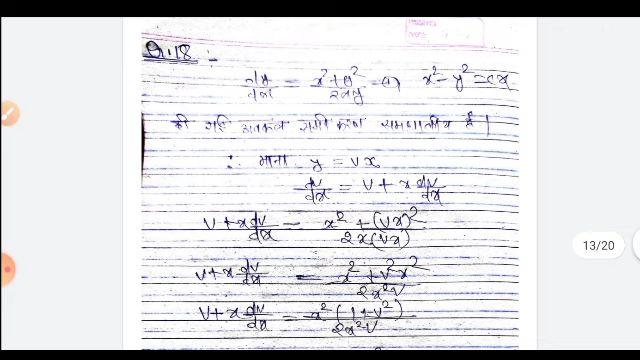 Q.18:-
dy/dx = x²+y²/2xy x²-y²=cx
की गई अवकल समीकरण समघातीय है।
∴ माना y = vx
dy/dx = v + x dv/dx
v+x dv/dx = x²+(vx)²/2x(vx)
v+x dv/dx = x²+v²x²/2x²v
v+x dv/dx = x²(1+v²)/2x²v
13/20